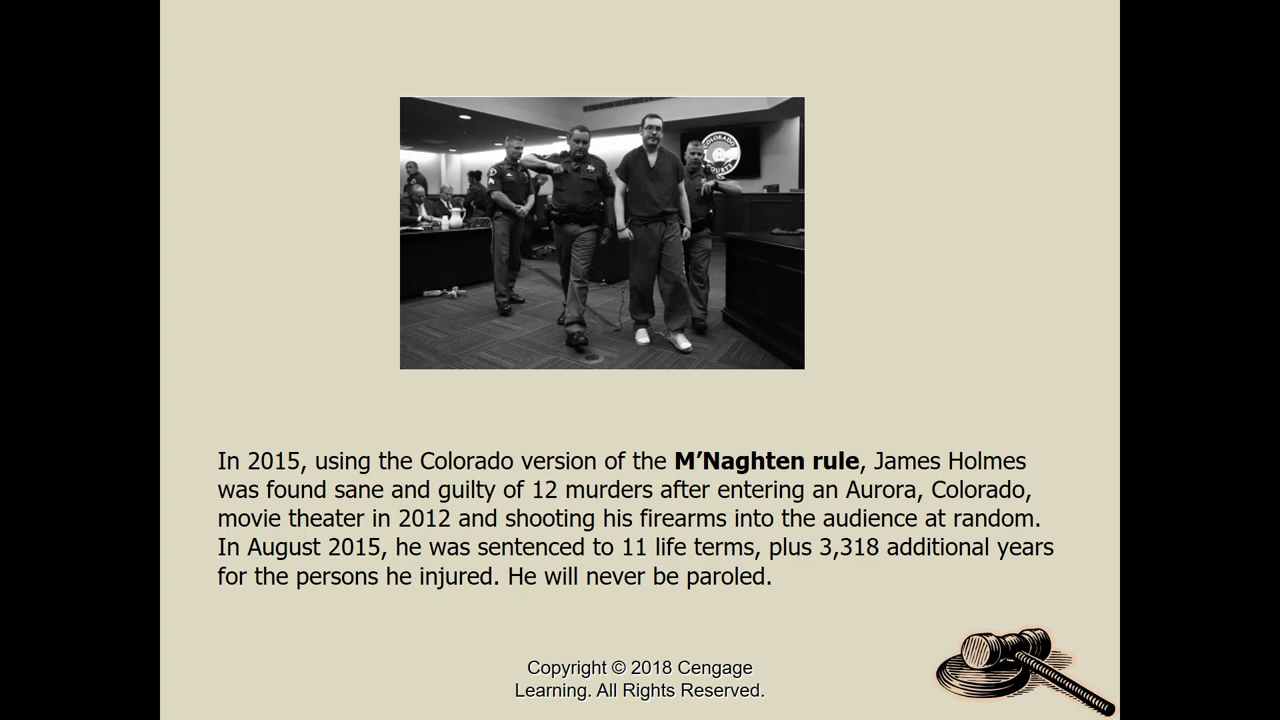 COLORADO
COURTS
In 2015, using the Colorado version of the M’Naghten rule, James Holmes
was found sane and guilty of 12 murders after entering an Aurora, Colorado,
movie theater in 2012 and shooting his firearms into the audience at random.
In August 2015, he was sentenced to 11 life terms, plus 3,318 additional years
for the persons he injured. He will never be paroled.
Copyright © 2018 Cengage
Learning. All Rights Reserved.